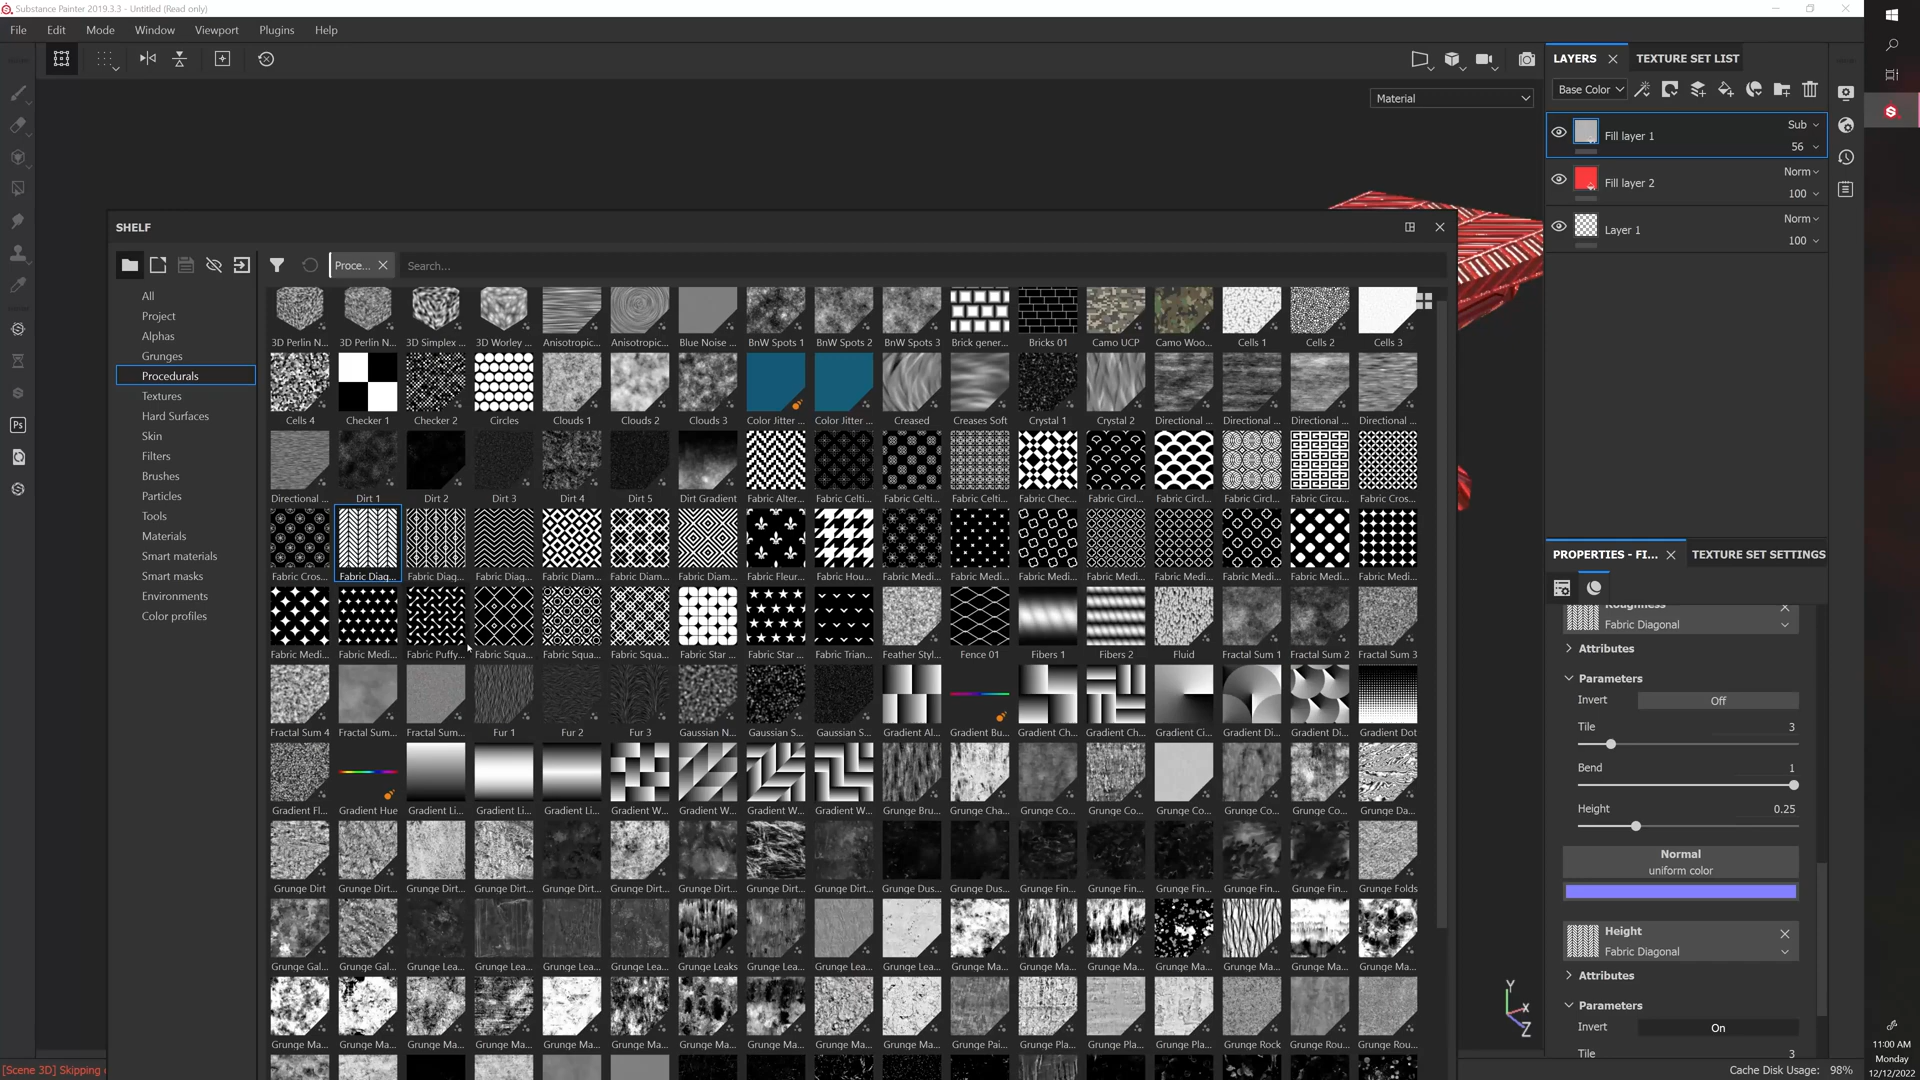 Substance Painter 2019.3.3 - Untitled (Read only)
File Edit Mode Window Viewport Plugins Help
Material
LAYERS TEXTURE SET LIST
Base Color
Fill layer 1 Sub 56
Fill layer 2 Norm 100
Layer 1 Norm 100
SHELF
Proce... Search...
All
Project
Alphas
Grunges
Procedurals
Textures
Hard Surfaces
Skin
Filters
Brushes
Particles
Tools
Materials
Smart materials
Smart masks
Environments
Color profiles
3D Perlin N... 3D Perlin N... 3D Simplex ... 3D Worley ... Anisotropic... Anisotropic... Blue Noise ... BnW Spots 1 BnW Spots 2 BnW Spots 3 Brick gener... Bricks 01 Camo UCP Camo Woo... Cells 1 Cells 2 Cells 3
Cells 4 Checker 1 Checker 2 Circles Clouds 1 Clouds 2 Clouds 3 Color Jitter ... Color Jitter ... Creased Creases Soft Crystal 1 Crystal 2 Directional ... Directional ... Directional ... Directional ...
Directional ... Dirt 1 Dirt 2 Dirt 3 Dirt 4 Dirt 5 Dirt Gradient Fabric Alter... Fabric Celti... Fabric Celti... Fabric Celti... Fabric Chec... Fabric Circl... Fabric Circl... Fabric Circl... Fabric Circu... Fabric Cros...
Fabric Cros... Fabric Diag... Fabric Diag... Fabric Diag... Fabric Diam... Fabric Diam... Fabric Diam... Fabric Fleur... Fabric Hou... Fabric Medi... Fabric Medi... Fabric Medi... Fabric Medi... Fabric Medi... Fabric Medi... Fabric Medi... Fabric Medi...
Fabric Medi... Fabric Medi... Fabric Puffy... Fabric Squa... Fabric Squa... Fabric Squa... Fabric Star ... Fabric Star ... Fabric Trian... Feather Styl... Fence 01 Fibers 1 Fibers 2 Fluid Fractal Sum 1 Fractal Sum 2 Fractal Sum 3
Fractal Sum 4 Fractal Sum... Fractal Sum... Fur 1 Fur 2 Fur 3 Gaussian N... Gaussian S... Gaussian S... Gradient Al... Gradient Bu... Gradient Ch... Gradient Ch... Gradient Ci... Gradient Di... Gradient Di... Gradient Dot
Gradient Fl... Gradient Hue Gradient Li... Gradient Li... Gradient Li... Gradient W... Gradient W... Gradient W... Gradient W... Grunge Bru... Grunge Cha... Grunge Co... Grunge Co... Grunge Co... Grunge Co... Grunge Co... Grunge Da...
Grunge Dirt Grunge Dirt... Grunge Dirt... Grunge Dirt... Grunge Dirt... Grunge Dirt... Grunge Dirt... Grunge Dirt... Grunge Dirt... Grunge Dus... Grunge Dus... Grunge Fin... Grunge Fin... Grunge Fin... Grunge Fin... Grunge Fin... Grunge Folds
Grunge Gal... Grunge Gal... Grunge Lea... Grunge Lea... Grunge Lea... Grunge Lea... Grunge Leaks Grunge Lea... Grunge Lea... Grunge Lea... Grunge Ma... Grunge Ma... Grunge Ma... Grunge Ma... Grunge Ma... Grunge Ma... Grunge Ma...
Grunge Ma... Grunge Ma... Grunge Ma... Grunge Ma... Grunge Ma... Grunge Ma... Grunge Ma... Grunge Ma... Grunge Ma... Grunge Ma... Grunge Pai... Grunge Pla... Grunge Pla... Grunge Pla... Grunge Rock Grunge Rou... Grunge Rou...
PROPERTIES - FI... TEXTURE SET SETTINGS
Roughness
Fabric Diagonal
Attributes
Parameters
Invert Off
Tile 3
Bend 1
Height 0.25
Normal
uniform color
Height
Fabric Diagonal
Attributes
Parameters
Invert On
Tile 3
Y
X
Z
Ps
[Scene 3D] Skipping
Cache Disk Usage: 98%
11:00 AM
Monday
12/12/2022